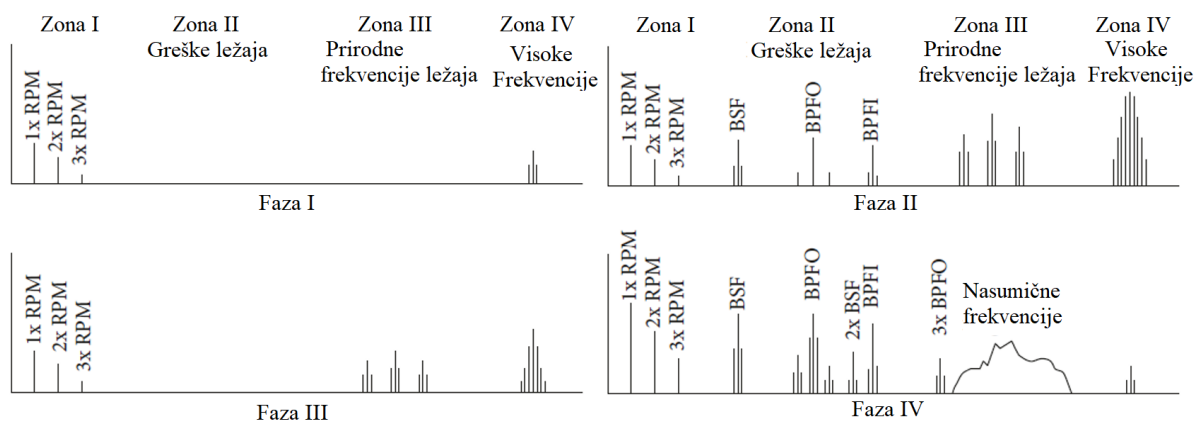 Zona I
Zona II
Greške ležaja
Zona III
Prirodne
frekvencije ležaja
Zona IV
Visoke
Frekvencije
1x RPM
2x RPM
3x RPM
Faza I
Zona I
Zona II
Greške ležaja
Zona III
Prirodne
frekvencije ležaja
Zona IV
Visoke
Frekvencije
1x RPM
2x RPM
3x RPM
BSF
BPFO
BPFI
Faza II
1x RPM
2x RPM
3x RPM
Faza III
1x RPM
2x RPM
3x RPM
BSF
BPFO
2x BSF
BPFI
3x BPFO
Nasumične
frekvencije
Faza IV